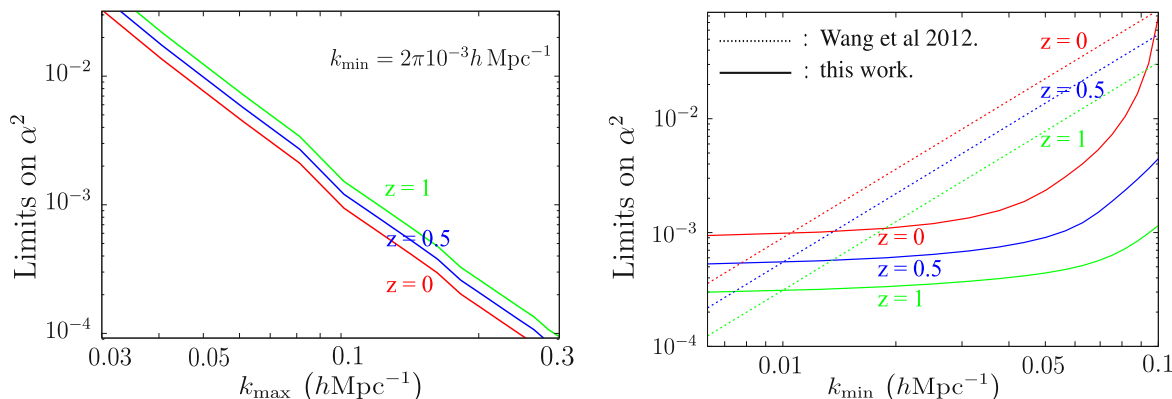 Limits on α²
10⁻²
10⁻³
10⁻⁴
k_min = 2π10⁻³h Mpc⁻¹
z = 1
z = 0.5
z = 0
0.03
0.05
0.1
0.3
k_max (hMpc⁻¹)
Limits on α²
10⁻²
10⁻³
10⁻⁴
: Wang et al 2012.
: this work.
z = 0
z = 0.5
z = 1
z = 0
z = 0.5
z = 1
0.01
0.05
0.1
k_min (hMpc⁻¹)